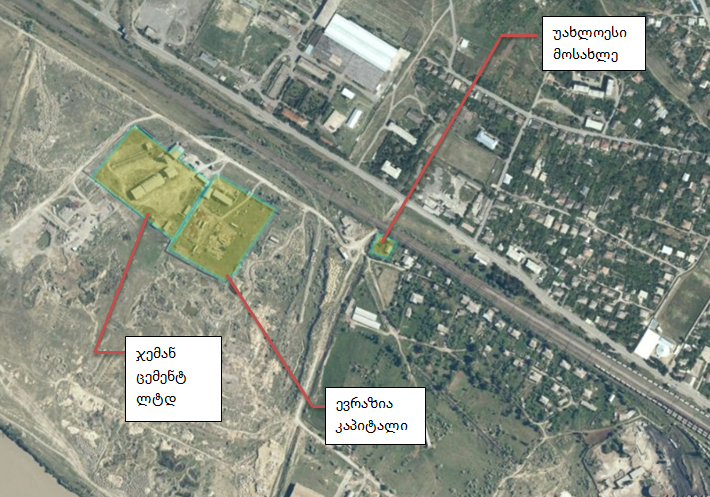 უახლოესი
მოსახლე
ჯემან
ცემენტ
ლტდ
ევრაზია
კაპიტალი